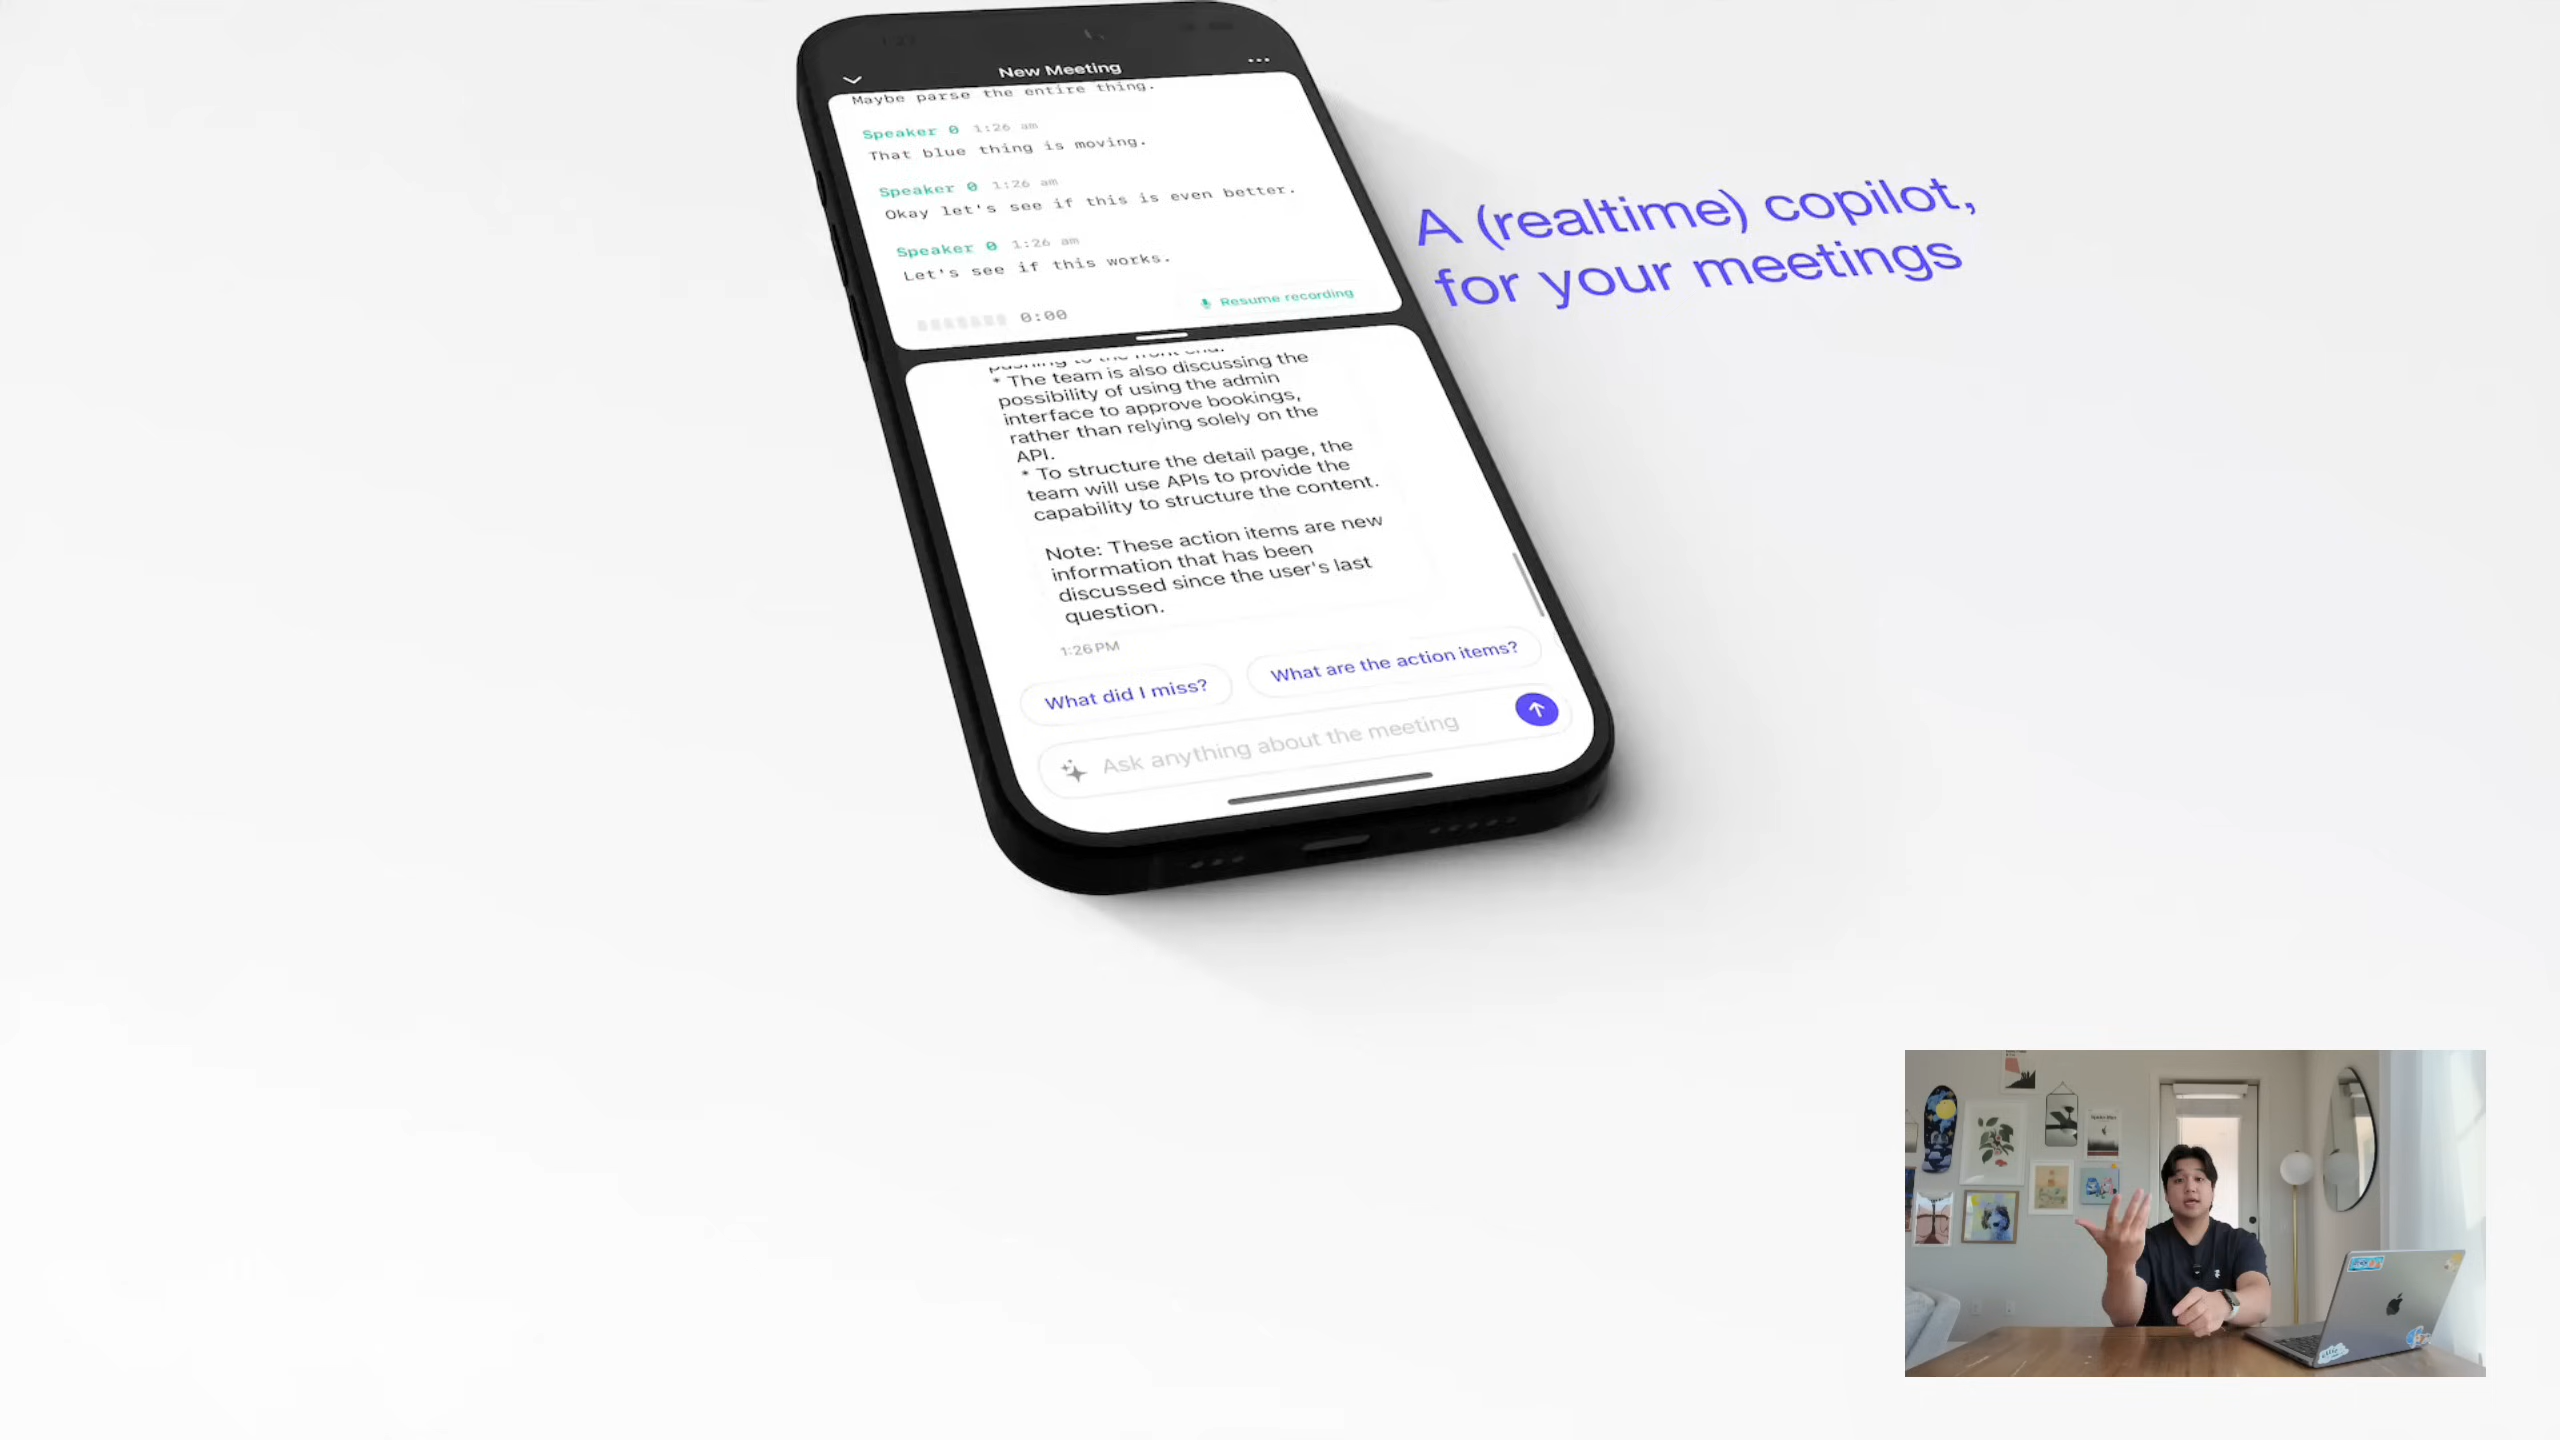 New Meeting
Maybe parse the entire thing.
Speaker 0 1:26 am
That blue thing is moving.
Speaker 0 1:26 am
Okay let's see if this is even better.
Speaker 0 1:26 am
Let's see if this works.
0:00
Resume recording
pushing to the front end.
* The team is also discussing the
possibility of using the admin
interface to approve bookings,
rather than relying solely on the
API.
* To structure the detail page, the
team will use APIs to provide the
capability to structure the content.
Note: These action items are new
information that has been
discussed since the user's last
question.
1:26 PM
What did I miss?
What are the action items?
Ask anything about the meeting
A (realtime) copilot,
for your meetings